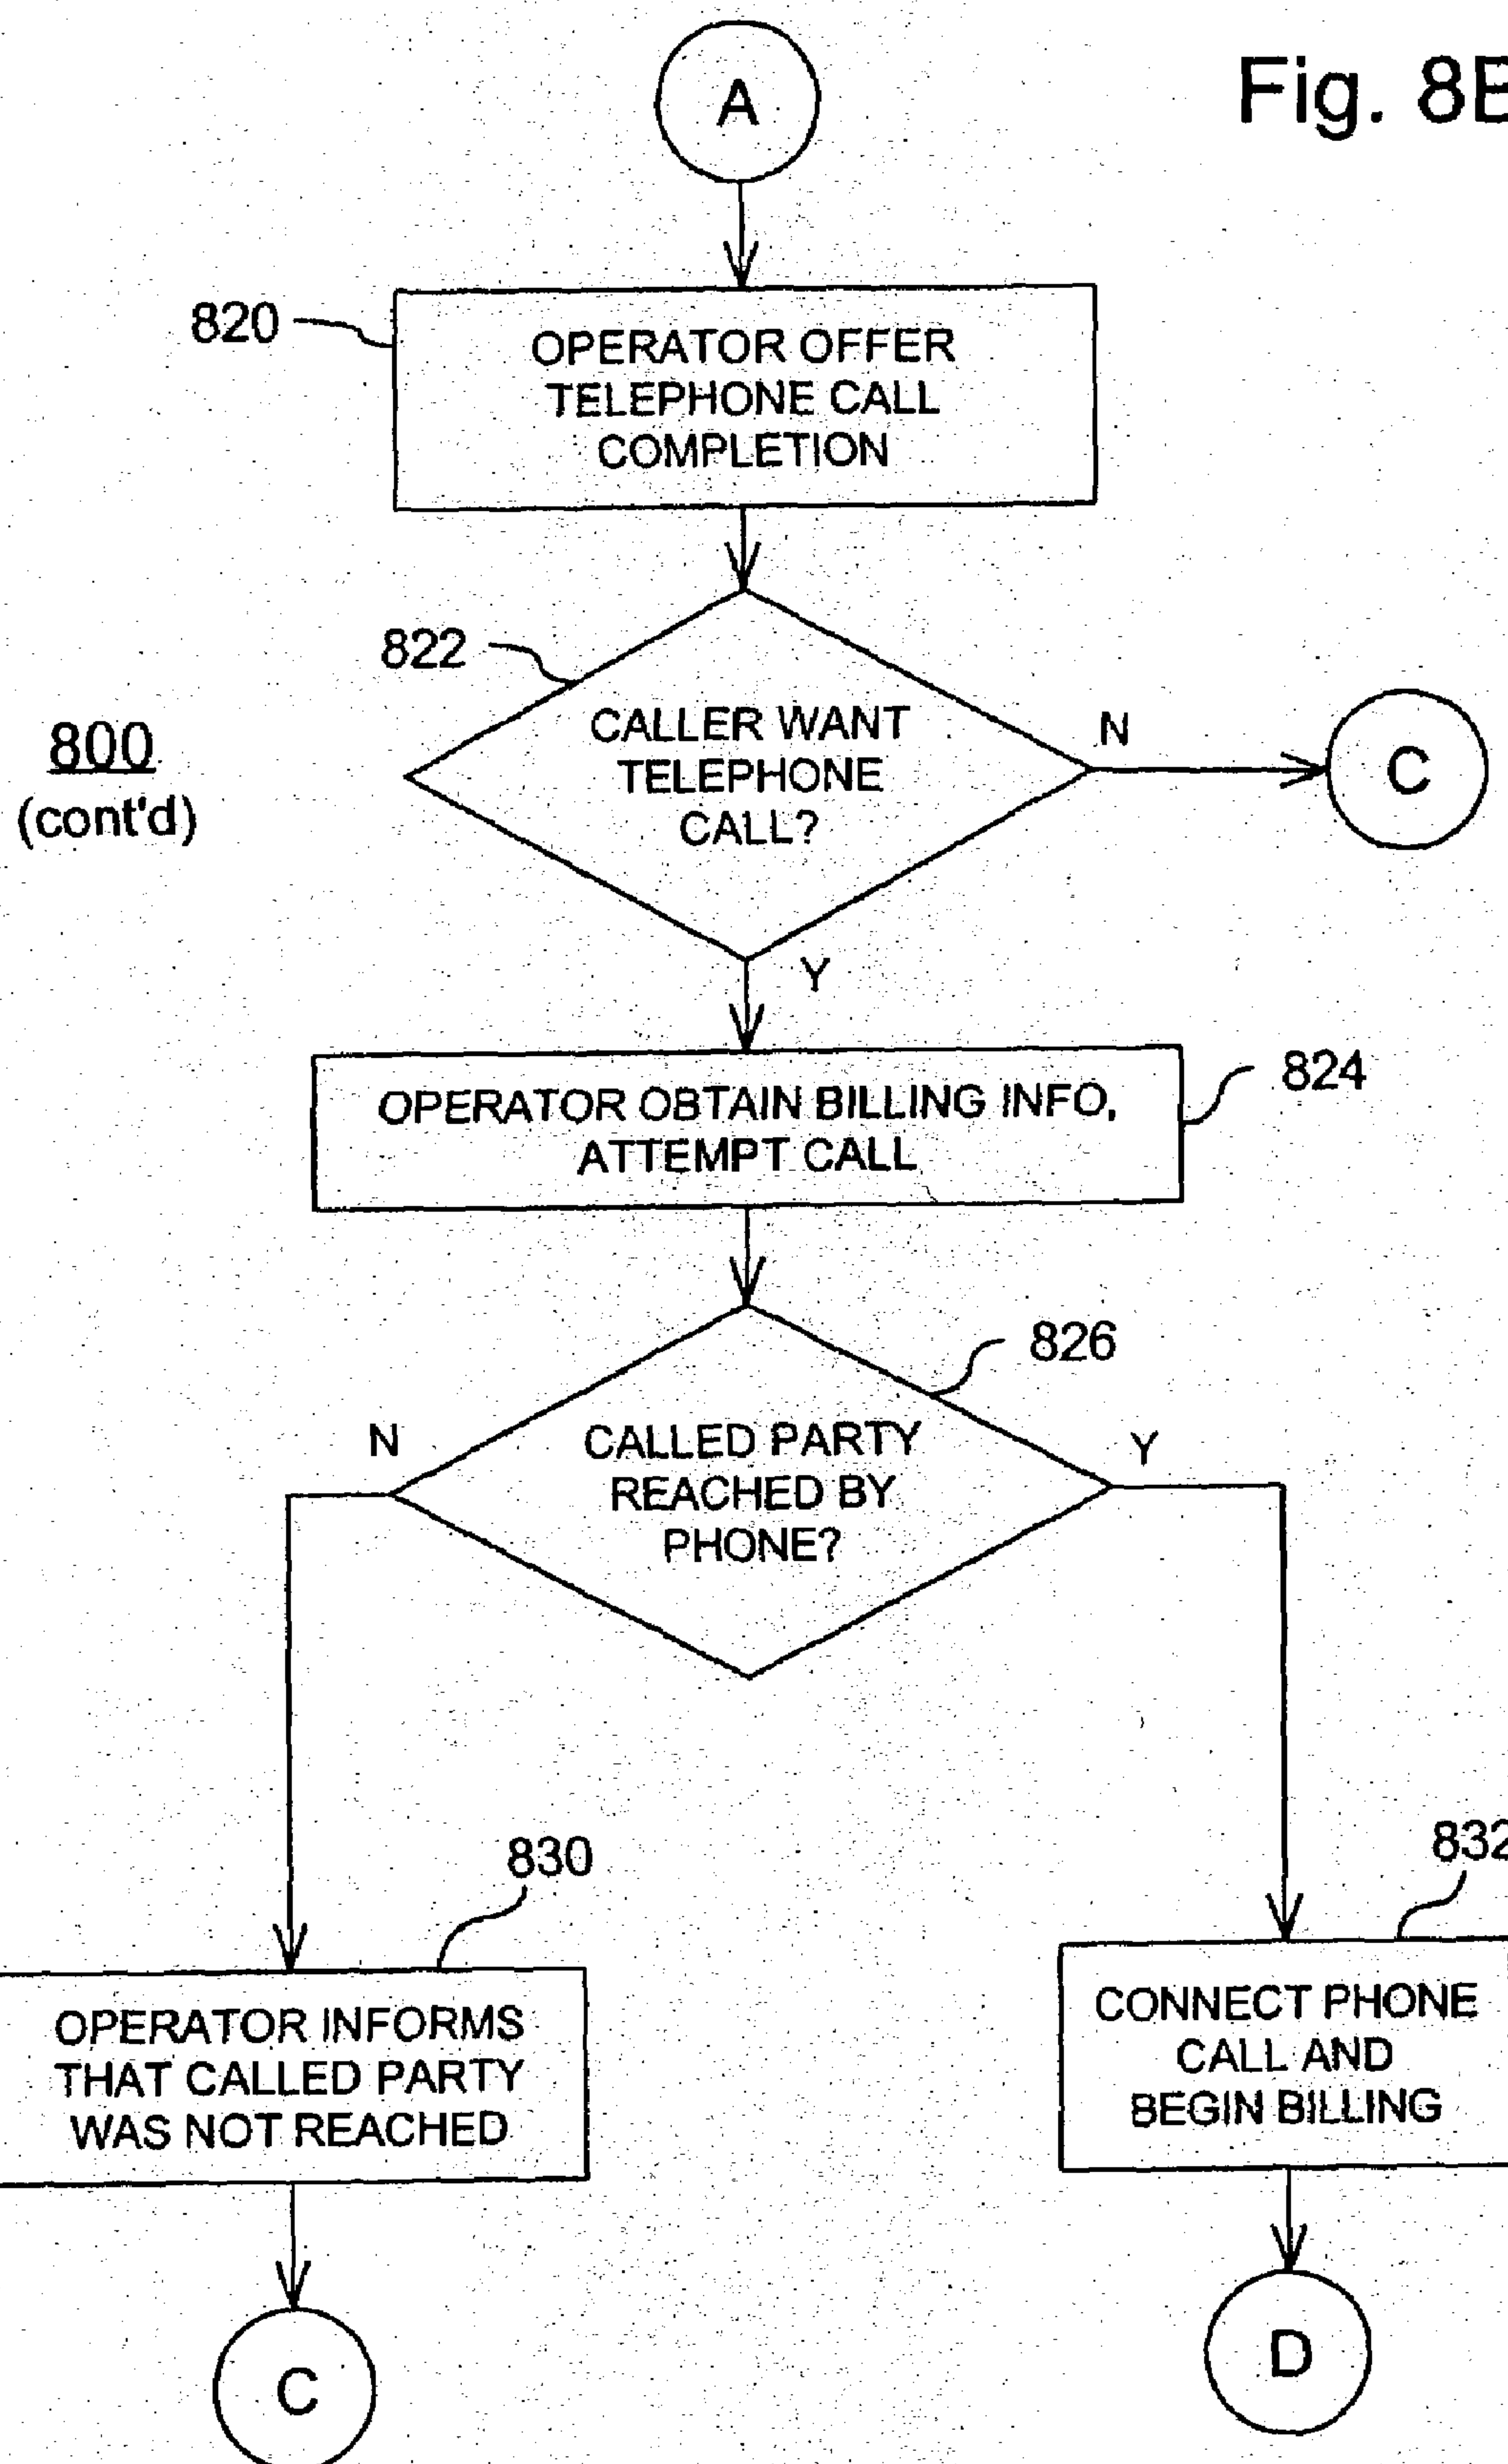 A
Fig. 8B
820
OPERATOR OFFER
TELEPHONE CALL
COMPLETION
822
CALLER WANT
TELEPHONE
CALL?
N
C
800
(cont'd)
Y
OPERATOR OBTAIN BILLING INFO,
ATTEMPT CALL
824
826
N
CALLED PARTY
REACHED BY
PHONE?
Y
830
832
OPERATOR INFORMS
THAT CALLED PARTY
WAS NOT REACHED
CONNECT PHONE
CALL AND
BEGIN BILLING
C
D